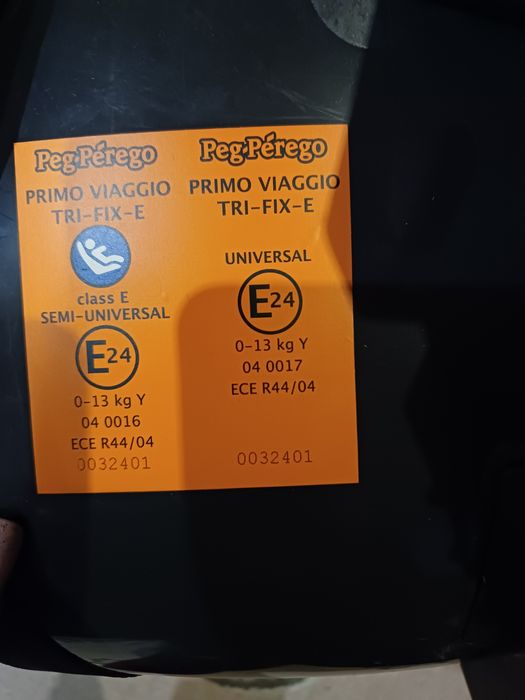 Peg-Pérego
PRIMO VIAGGIO
TRI-FIX-E
class E
SEMI-UNIVERSAL
E24
0-13 kg Y
04 0016
ECE R44/04
0032401
Peg-Pérego
PRIMO VIAGGIO
TRI-FIX-E
UNIVERSAL
E24
0-13 kg Y
04 0017
ECE R44/04
0032401